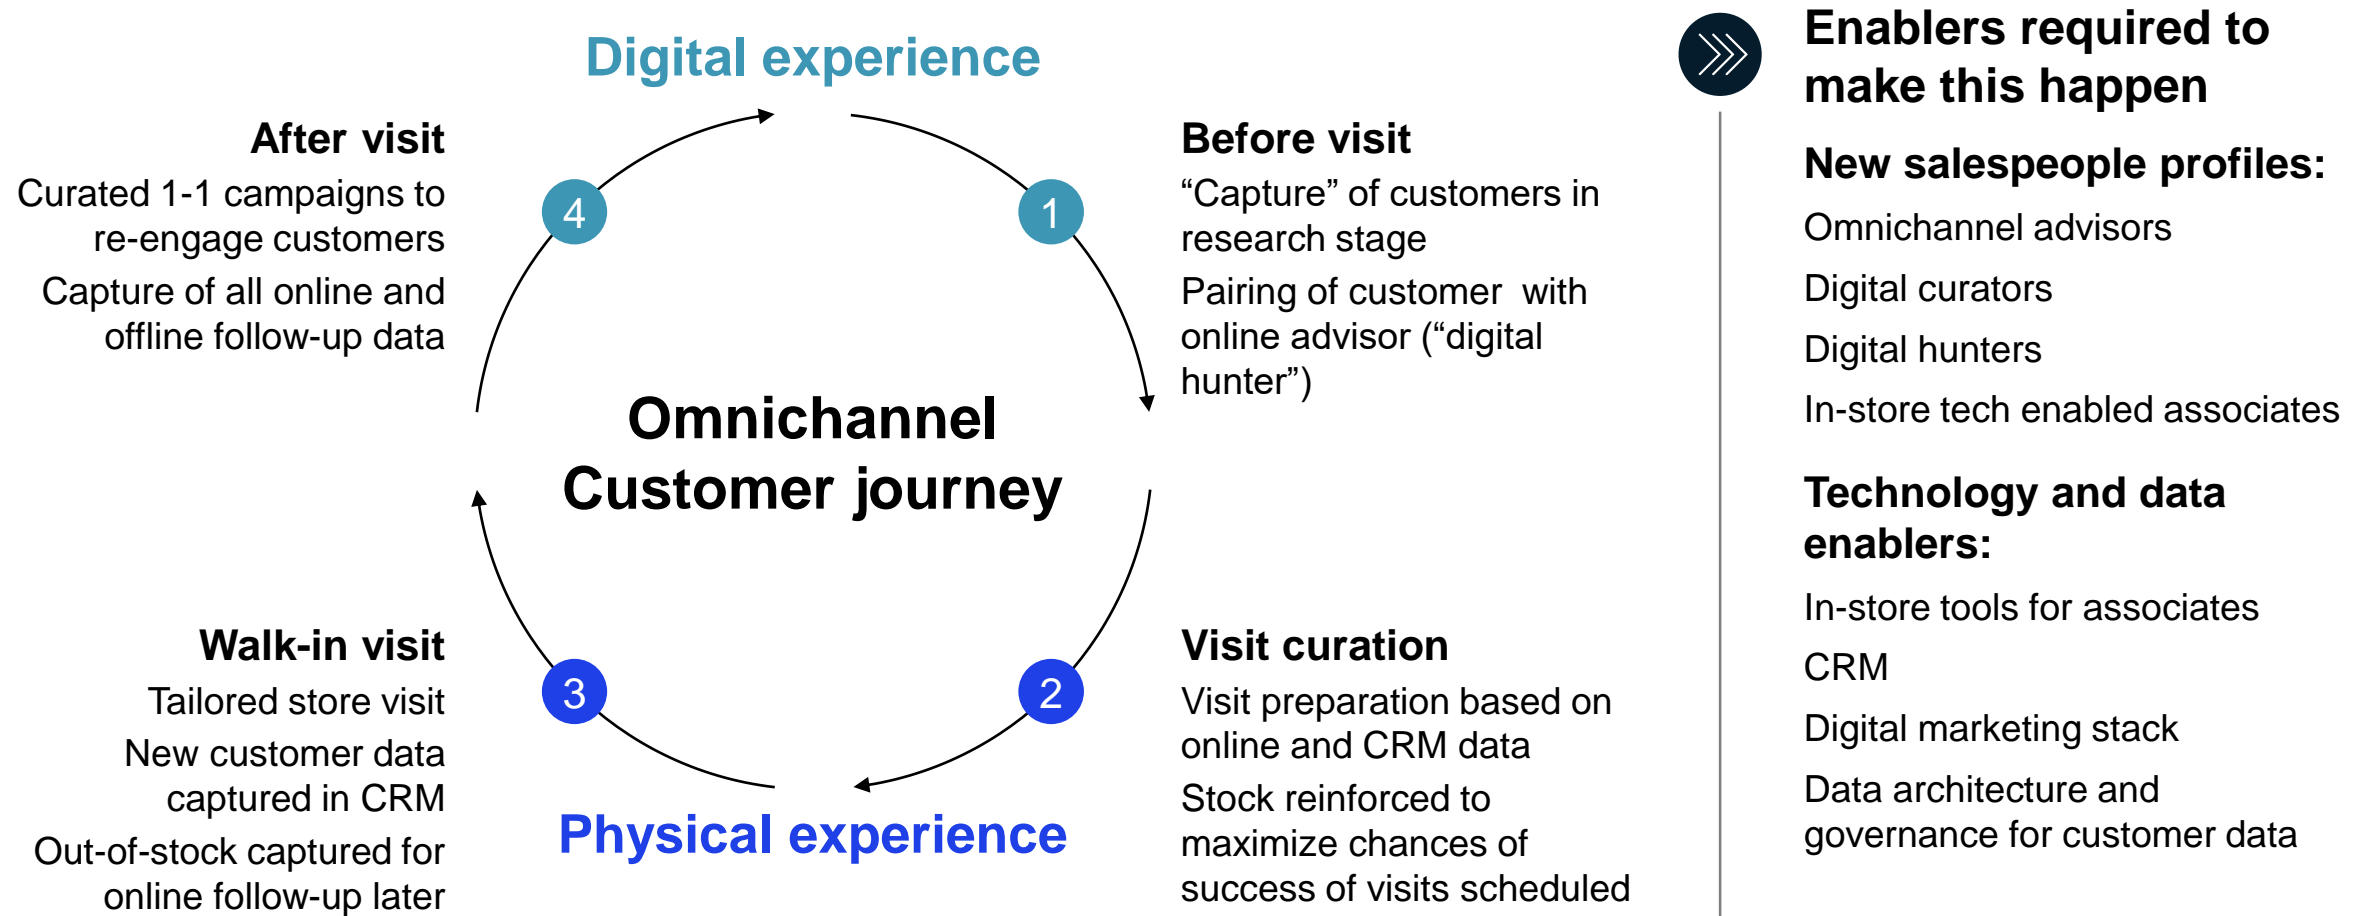 Digital experience
After visit
Curated 1-1 campaigns to
re-engage customers
Capture of all online and
offline follow-up data
4
1
Before visit
“Capture” of customers in
research stage
Pairing of customer  with
online advisor (“digital
hunter”)
Omnichannel
Customer journey
Walk-in visit
Tailored store visit
New customer data
captured in CRM
Out-of-stock captured for
online follow-up later
3
2
Visit curation
Visit preparation based on
online and CRM data
Stock reinforced to
maximize chances of
success of visits scheduled
Physical experience
Enablers required to
make this happen
New salespeople profiles:
Omnichannel advisors
Digital curators
Digital hunters
In-store tech enabled associates
Technology and data
enablers:
In-store tools for associates
CRM
Digital marketing stack
Data architecture and
governance for customer data